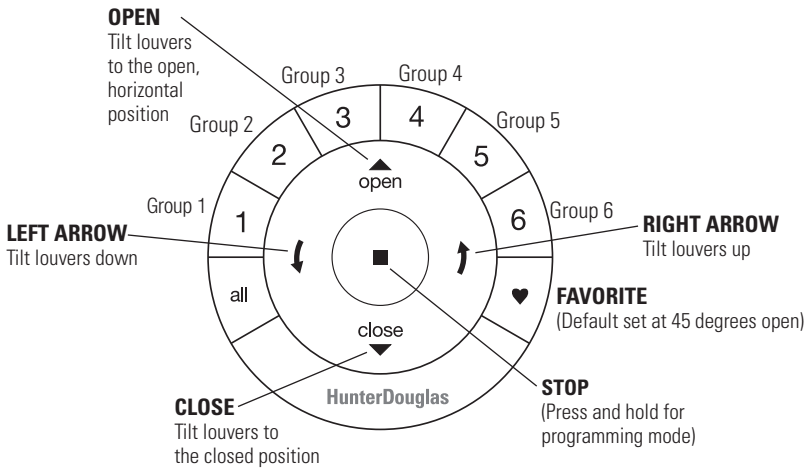 OPEN
Tilt louvers
to the open,
horizontal
position
Group 3
Group 4
Group 2
Group 5
Group 1
Group 6
3
4
2
5
1
6
open
LEFT ARROW
Tilt louvers down
RIGHT ARROW
Tilt louvers up
all
♥
FAVORITE
(Default set at 45 degrees open)
close
HunterDouglas
CLOSE
Tilt louvers to
the closed position
STOP
(Press and hold for
programming mode)